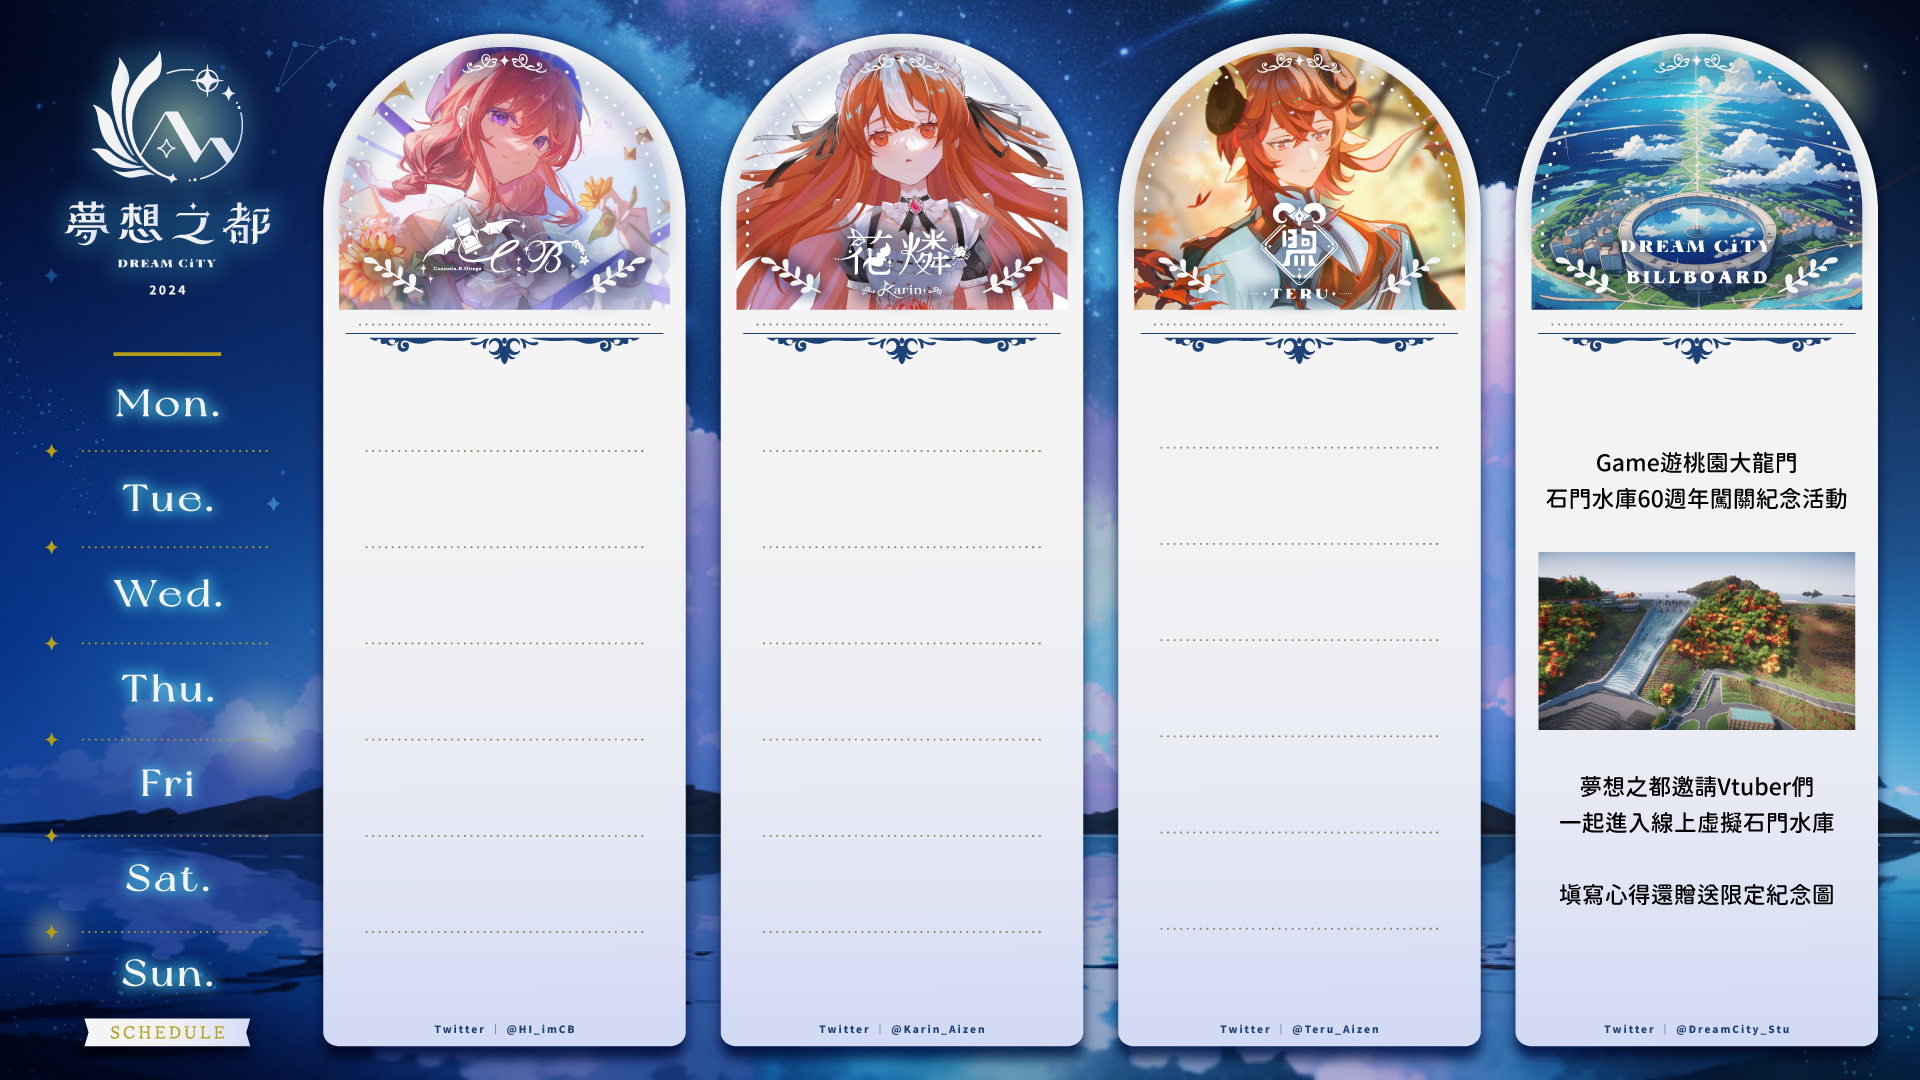 夢想之都
DREAM CiTY
2024
Mon.
Tue.
Wed.
Thu.
Fri
Sat.
Sun.
SCHEDULE
C.B
Consuela.B.Ortega
Twitter | @HI_imCB
花燐
Karin
Twitter | @Karin_Aizen
煦
TERU
Twitter | @Teru_Aizen
DREAM CiTY
BILLBOARD
Game遊桃園大龍門
石門水庫60週年闖關紀念活動
夢想之都邀請Vtuber們
一起進入線上虛擬石門水庫
填寫心得還贈送限定紀念圖
Twitter | @DreamCity_Stu